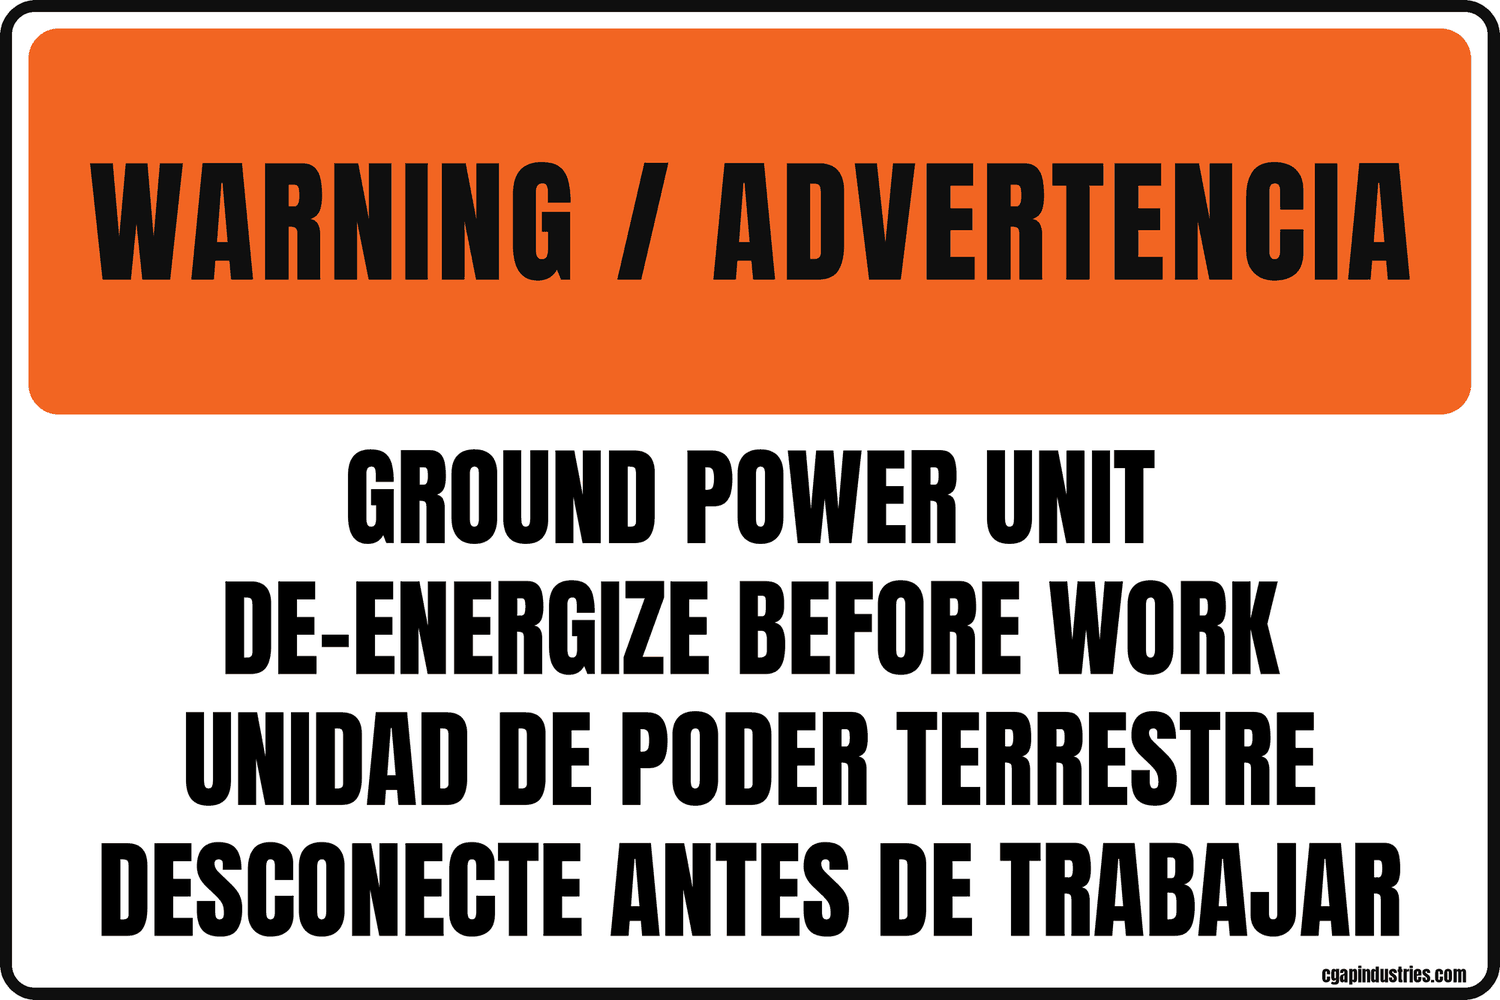 WARNING / ADVERTENCIA
GROUND POWER UNIT
DE-ENERGIZE BEFORE WORK
UNIDAD DE PODER TERRESTRE
DESCONECTE ANTES DE TRABAJAR
cgapindustries.com